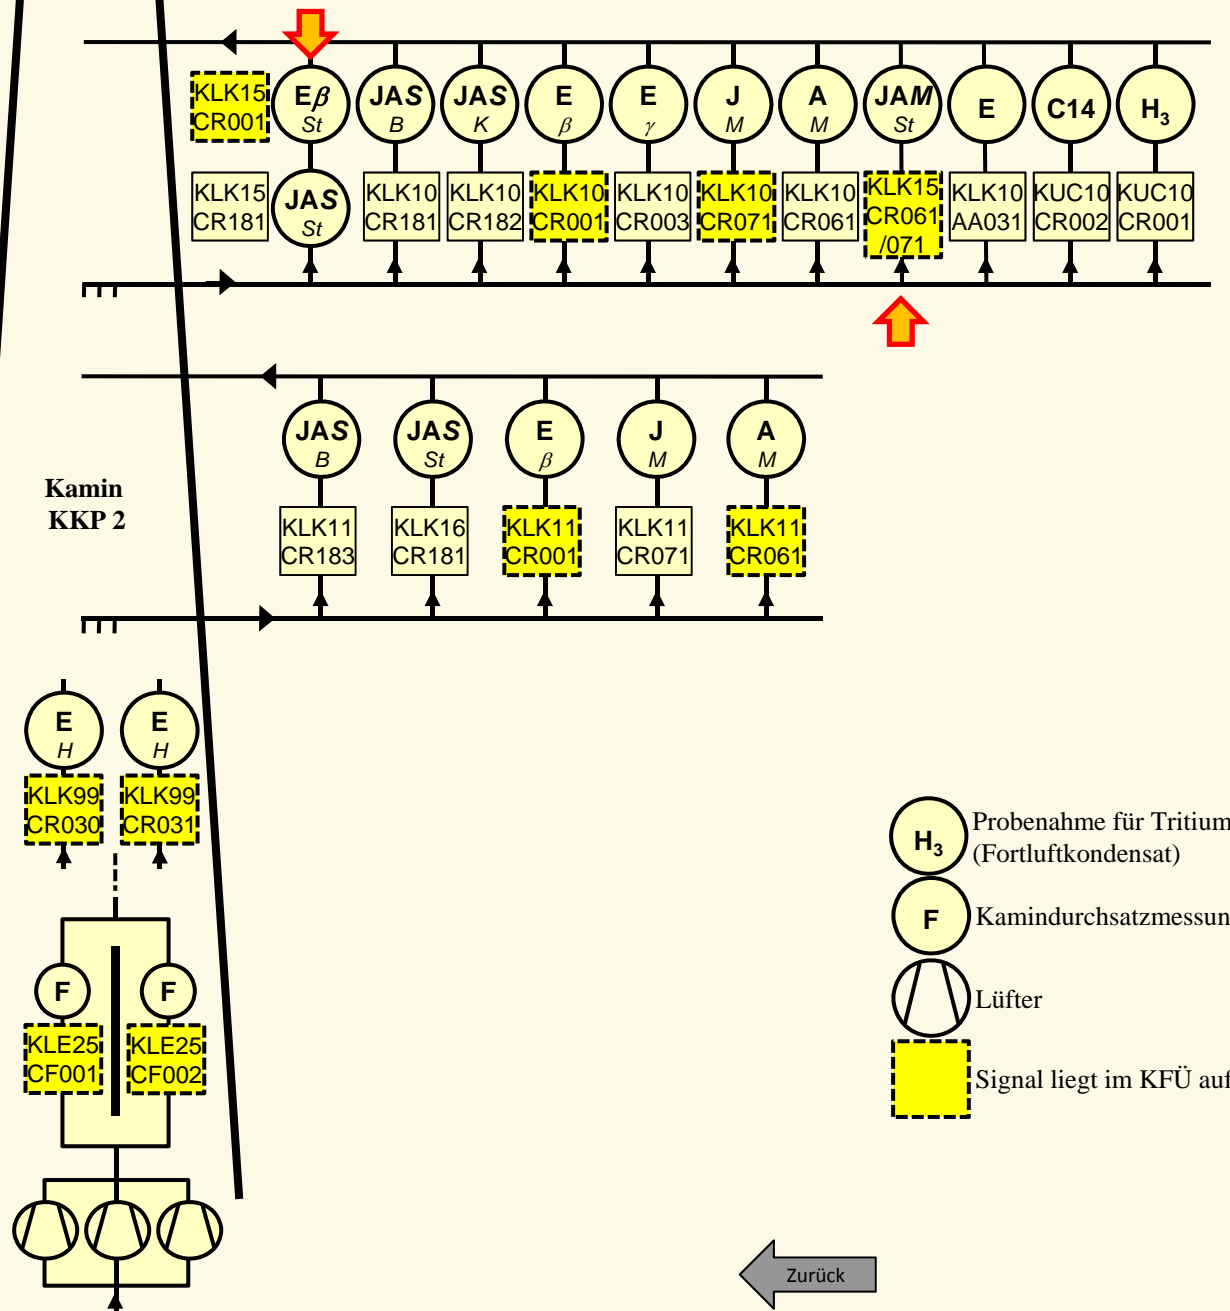 KLK15
CR001
Eβ
St
JAS
B
JAS
K
E
β
E
γ
J
M
A
M
JAM
St
E
C14
H₃
KLK15
CR181
JAS
St
KLK10
CR181
KLK10
CR182
KLK10
CR001
KLK10
CR003
KLK10
CR071
KLK10
CR061
KLK15
CR061
/071
KLK10
AA031
KUC10
CR002
KUC10
CR001
JAS
B
JAS
St
E
β
J
M
A
M
Kamin
KKP 2
KLK11
CR183
KLK16
CR181
KLK11
CR001
KLK11
CR071
KLK11
CR061
E
H
E
H
KLK99
CR030
KLK99
CR031
H₃
Probenahme für Tritium
(Fortluftkondensat)
F
Kamindurchsatzmessun
Lüfter
Signal liegt im KFÜ auf
F
F
KLE25
CF001
KLE25
CF002
Zurück